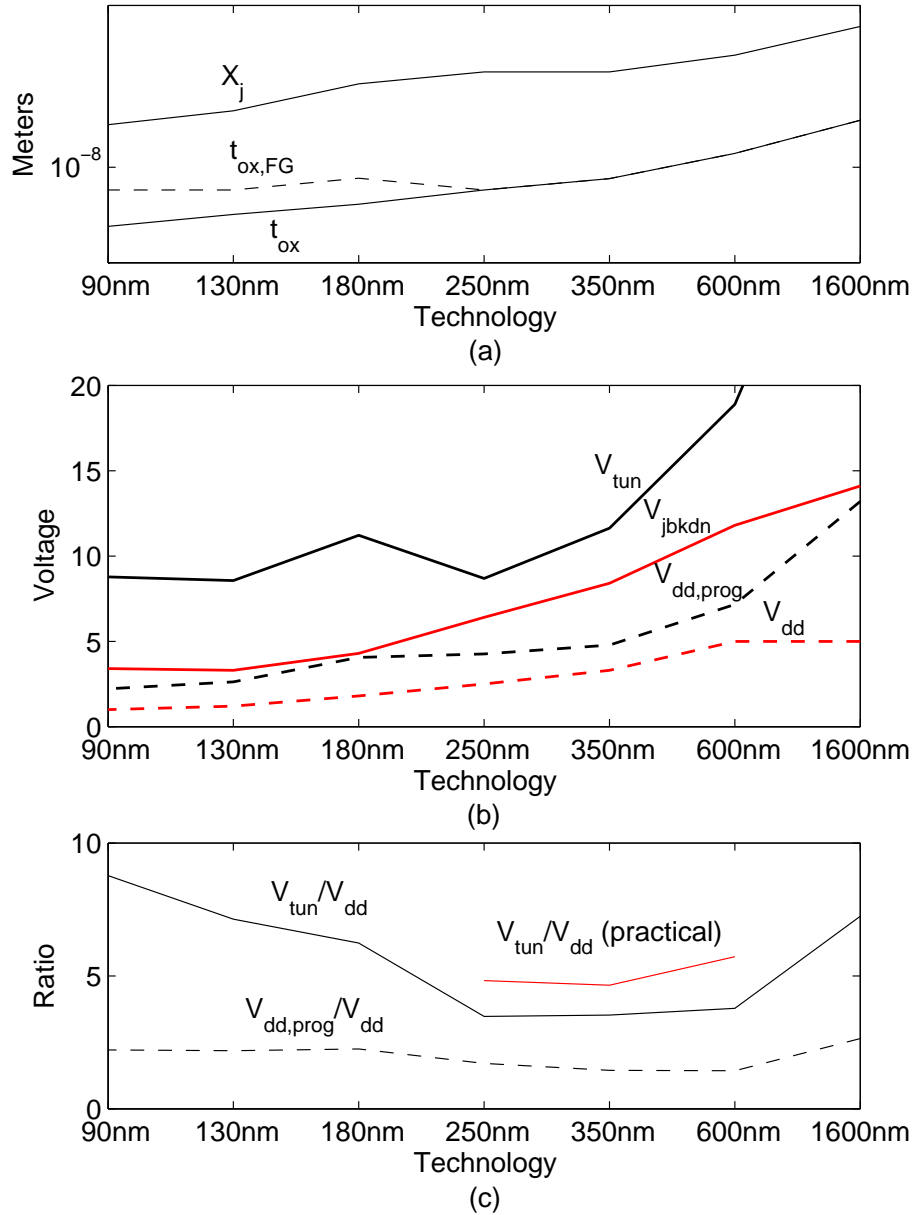 X_j
Meters
10^−8
t_ox,FG
t_ox
90nm 130nm 180nm 250nm 350nm 600nm 1600nm
Technology
(a)
20
15
10
5
0
Voltage
V_tun
V_jbkdn
V_dd,prog
V_dd
90nm 130nm 180nm 250nm 350nm 600nm 1600nm
Technology
(b)
10
5
0
Ratio
V_tun/V_dd
V_tun/V_dd (practical)
V_dd,prog/V_dd
90nm 130nm 180nm 250nm 350nm 600nm 1600nm
Technology
(c)